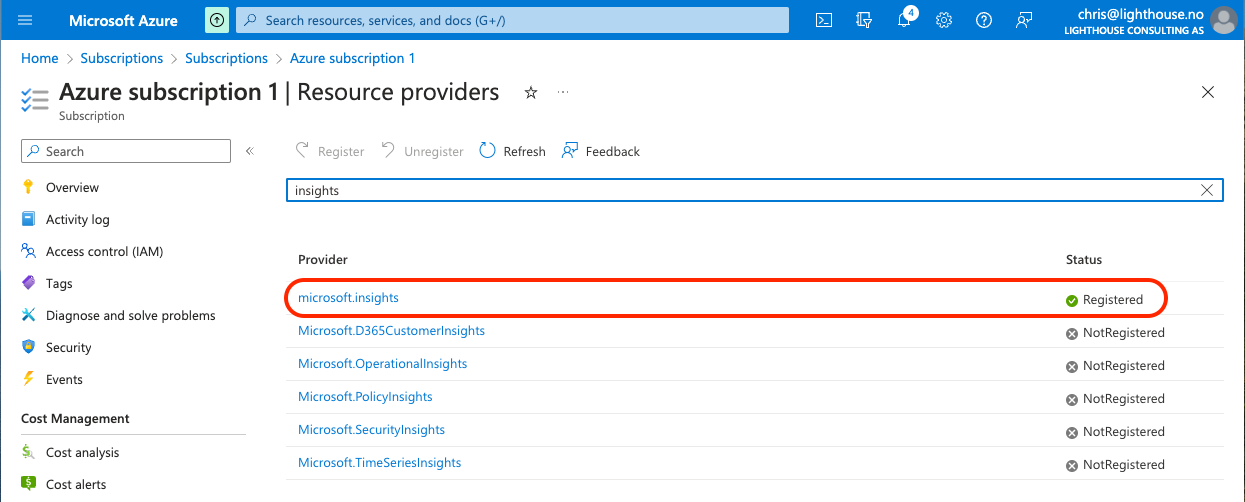 Microsoft Azure
Search resources, services, and docs (G+/)
4
chris@lighthouse.no
LIGHTHOUSE CONSULTING AS
Home > Subscriptions > Subscriptions > Azure subscription 1
Azure subscription 1 | Resource providers
Subscription
Search
Register Unregister Refresh Feedback
Overview
Activity log
Access control (IAM)
Tags
Diagnose and solve problems
Security
Events
Cost Management
Cost analysis
Cost alerts
insights
Provider Status
microsoft.insights Registered
Microsoft.D365CustomerInsights NotRegistered
Microsoft.OperationalInsights NotRegistered
Microsoft.PolicyInsights NotRegistered
Microsoft.SecurityInsights NotRegistered
Microsoft.TimeSeriesInsights NotRegistered